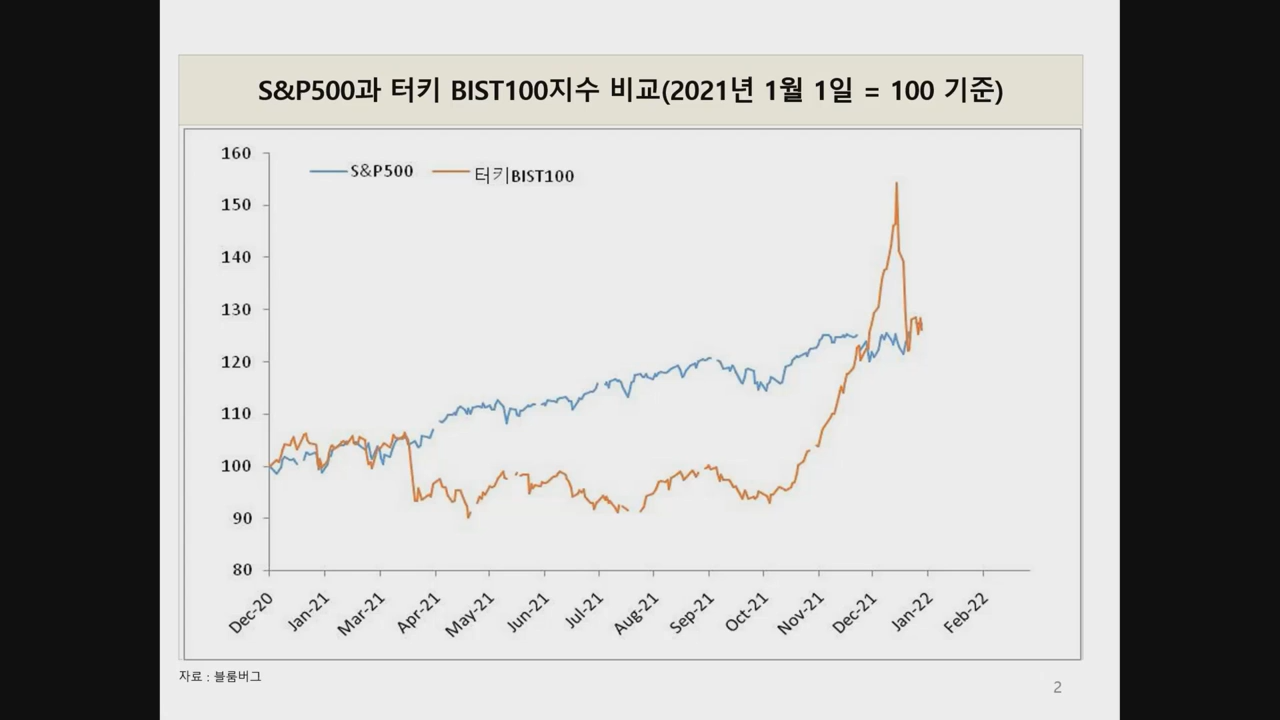 S&P500과 터키 BIST100지수 비교(2021년 1월 1일 = 100 기준)
S&P500
터키BIST100
160
150
140
130
120
110
100
90
80
Dec-20
Jan-21
Mar-21
Apr-21
May-21
Jun-21
Jul-21
Aug-21
Sep-21
Oct-21
Nov-21
Dec-21
Jan-22
Feb-22
자료 : 블룸버그
2